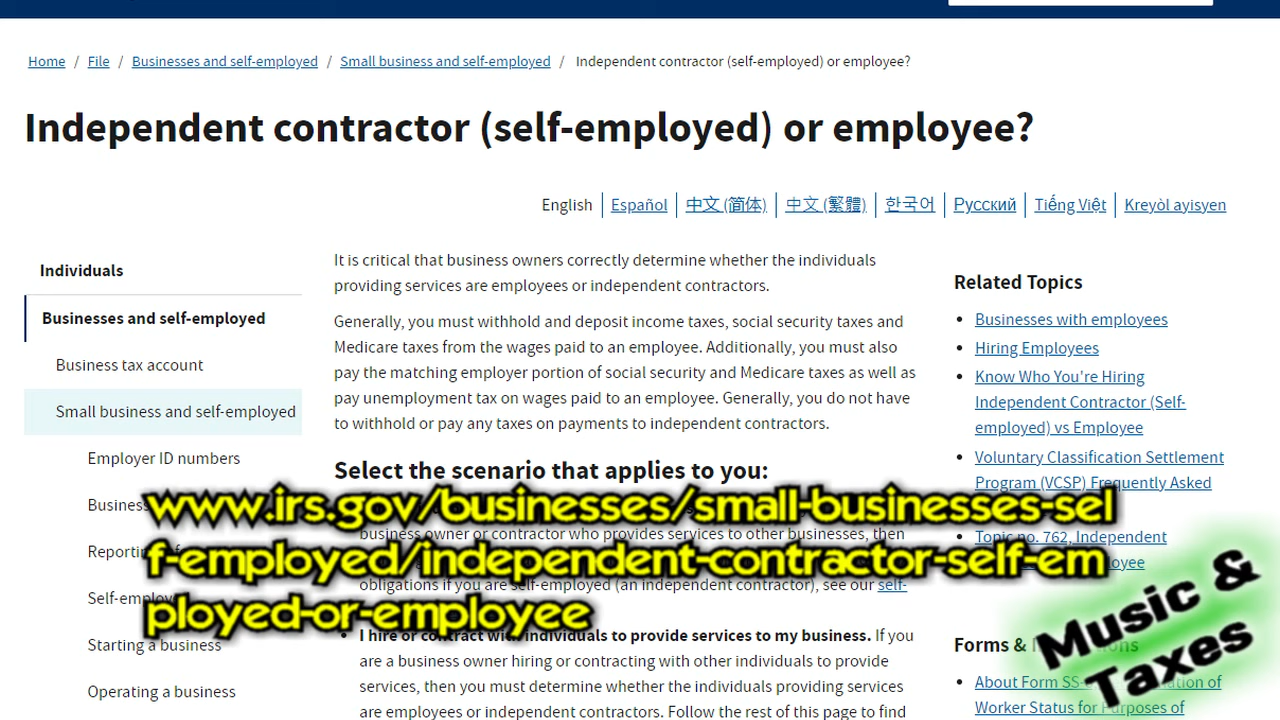 Home / File / Businesses and self-employed / Small business and self-employed / Independent contractor (self-employed) or employee?
Independent contractor (self-employed) or employee?
English Español 中文 (简体) 中文 (繁體) 한국어 Русский Tiếng Việt Kreyòl ayisyen
Individuals
Businesses and self-employed
Business tax account
Small business and self-employed
Employer ID numbers
Starting a business
Operating a business
It is critical that business owners correctly determine whether the individuals
providing services are employees or independent contractors.
Generally, you must withhold and deposit income taxes, social security taxes and
Medicare taxes from the wages paid to an employee. Additionally, you must also
pay the matching employer portion of social security and Medicare taxes as well as
pay unemployment tax on wages paid to an employee. Generally, you do not have
to withhold or pay any taxes on payments to independent contractors.
Select the scenario that applies to you:
business owner or contractor who provides services to other businesses, then
obligations if you are self-employed (an independent contractor), see our self-
I hire or contract with individuals to provide services to my business. If you
are a business owner hiring or contracting with other individuals to provide
services, then you must determine whether the individuals providing services
are employees or independent contractors. Follow the rest of this page to find
www.irs.gov/businesses/small-businesses-sel
f-employed/independent-contractor-self-em
ployed-or-employee
Related Topics
Businesses with employees
Hiring Employees
Know Who You're Hiring
Independent Contractor (Self-
employed) vs Employee
Voluntary Classification Settlement
Program (VCSP) Frequently Asked
Topic no. 762, Independent
Forms &
About Form of
Worker Status for Purposes of
Music &
Taxes